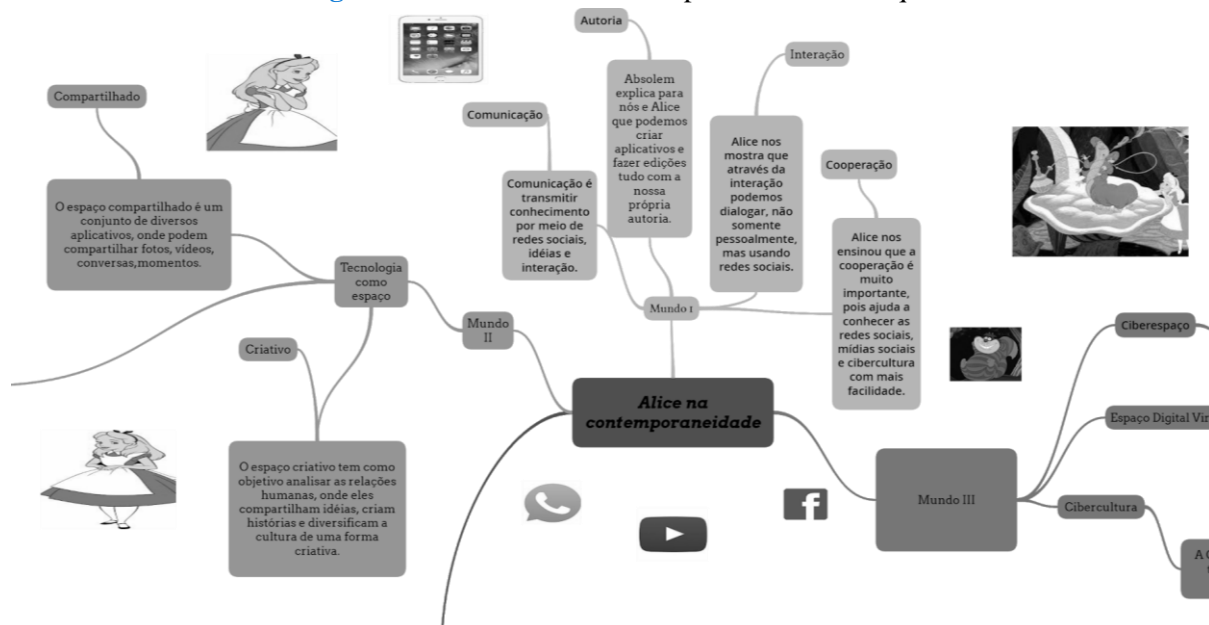 Autoria
Interação
Compartilhado
Comunicação
Absolem
explica para
nós e Alice
que podemos
criar
aplicativos e
fazer edições
tudo com a
nossa
própria
autoria.
Alice nos
mostra que
através da
interação
podemos
dialogar, não
somente
pessoalmente,
mas usando
redes sociais.
Cooperação
Comunicação é
transmitir
conhecimento
por meio de
redes sociais,
idéias e
interação.
O espaço compartilhado é um
conjunto de diversos
aplicativos, onde podem
compartilhar fotos, vídeos,
conversas,momentos.
Alice nos
ensinou que a
cooperação é
muito
importante,
pois ajuda a
conhecer as
redes sociais,
mídias sociais
e cibercultura
com mais
facilidade.
Tecnologia
como
espaço
Mundo I
Mundo
II
Criativo
Ciberespaço
Alice na
contemporaneidade
Espaço Digital Vir
O espaço criativo tem como
objetivo analisar as relações
humanas, onde eles
compartilham idéias, criam
histórias e diversificam a
cultura de uma forma
criativa.
Mundo III
Cibercultura
A